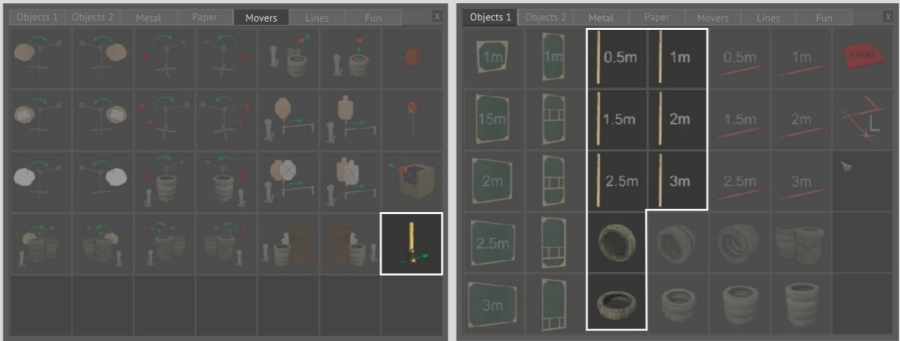 Objects 1 Objects 2 Metal Paper Movers Lines Fun X
Objects 1 Objects 2 Metal Paper Movers Lines Fun X
1m 1m 0.5m 1m 0.5m 1m START
15m 1.5m 2m 1.5m 2m
2m 2.5m 3m 2.5m 3m
2.5m
3m